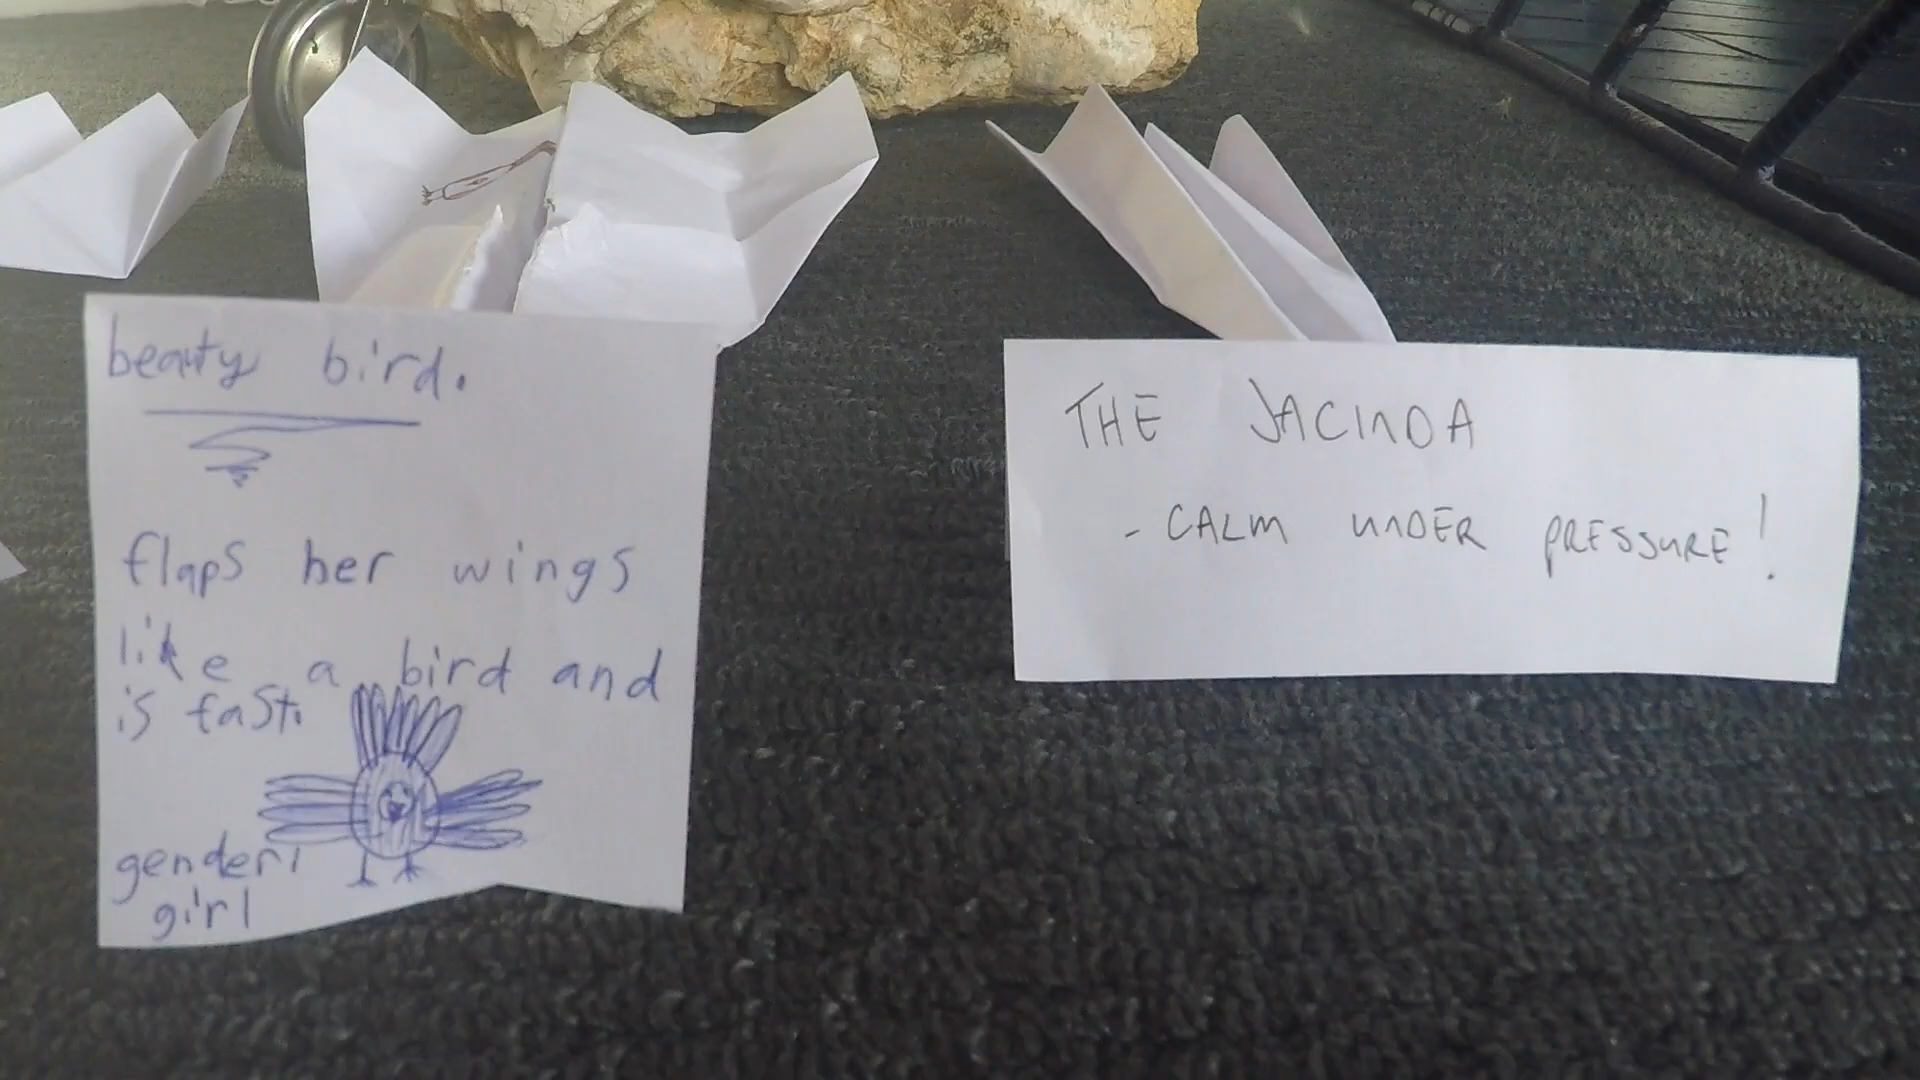 beauty bird.
flaps her wings
like a bird and
is fast.
gender:
girl
THE JACINDA
- CALM UNDER PRESSURE!